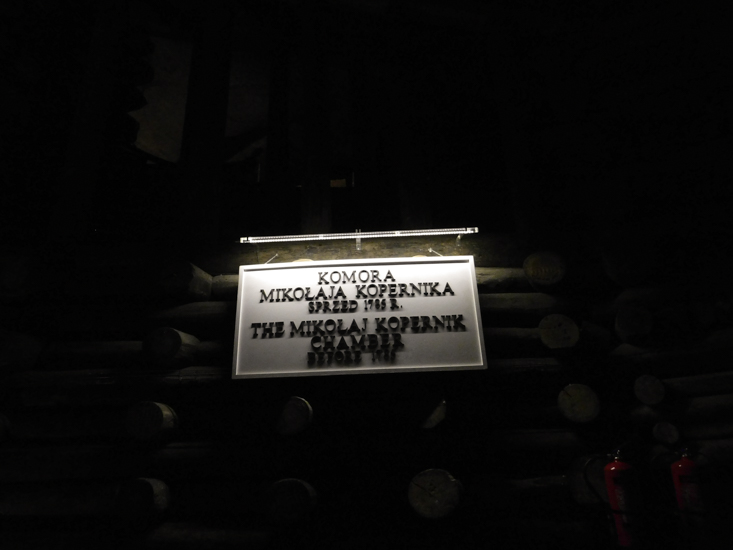 KOMORA
MIKOŁAJA KOPERNIKA
SPRZED 1785 R.
THE MIKOŁAJ KOPERNIK
CHAMBER
BEFORE 1785